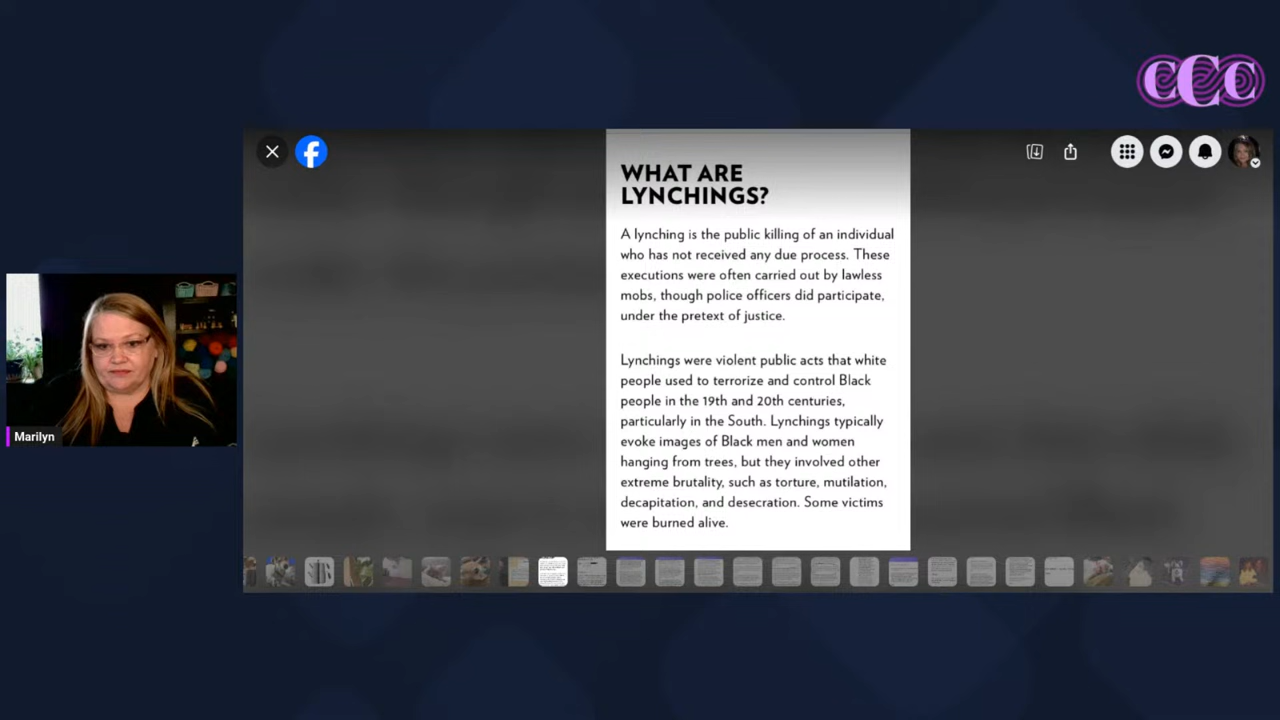 CCC
WHAT ARE
LYNCHINGS?
A lynching is the public killing of an individual
who has not received any due process. These
executions were often carried out by lawless
mobs, though police officers did participate,
under the pretext of justice.
Lynchings were violent public acts that white
people used to terrorize and control Black
people in the 19th and 20th centuries,
particularly in the South. Lynchings typically
evoke images of Black men and women
hanging from trees, but they involved other
extreme brutality, such as torture, mutilation,
decapitation, and desecration. Some victims
were burned alive.
Marilyn